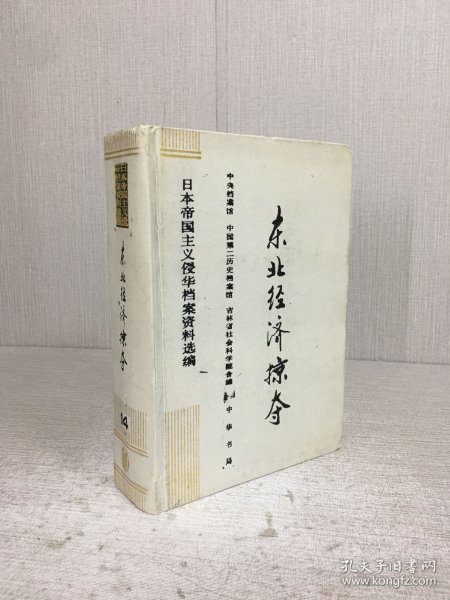 东北经济掠夺
中央档案馆 中国第二历史档案馆 吉林省社会科学院合编
中华书局
日本帝国主义侵华档案资料选编
东北经济掠夺
14
孔夫子旧书网
www.kongfz.com